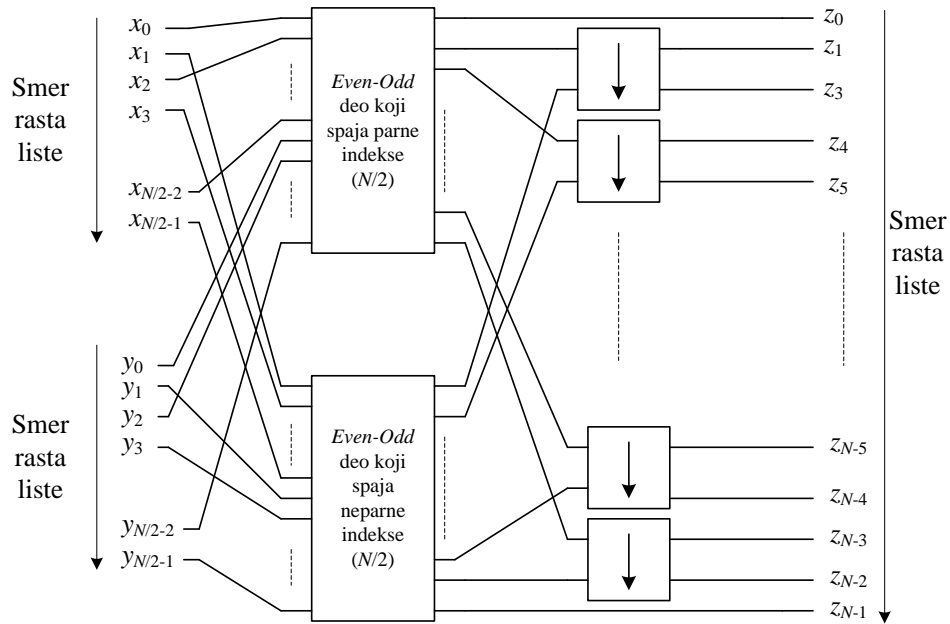 Smer
rasta
liste
x0
x1
x2
x3
xN/2-2
xN/2-1
Smer
rasta
liste
y0
y1
y2
y3
yN/2-2
yN/2-1
Even-Odd
deo koji
spaja parne
indekse
(N/2)
Even-Odd
deo koji
spaja
neparne
indekse
(N/2)
z0
z1
z3
z4
z5
zN-5
zN-4
zN-3
zN-2
zN-1
Smer
rasta
liste